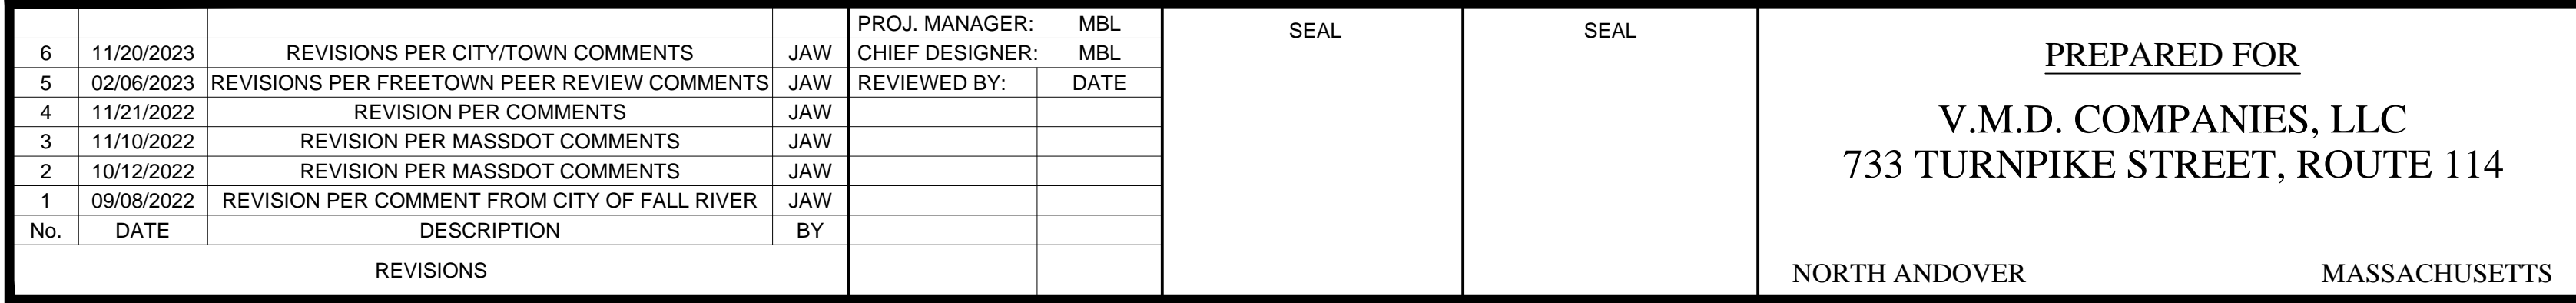 6 11/20/2023 REVISIONS PER CITY/TOWN COMMENTS JAW
5 02/06/2023 REVISIONS PER FREETOWN PEER REVIEW COMMENTS JAW
4 11/21/2022 REVISION PER COMMENTS JAW
3 11/10/2022 REVISION PER MASSDOT COMMENTS JAW
2 10/12/2022 REVISION PER MASSDOT COMMENTS JAW
1 09/08/2022 REVISION PER COMMENT FROM CITY OF FALL RIVER JAW
No. DATE DESCRIPTION BY
REVISIONS
PROJ. MANAGER: MBL
CHIEF DESIGNER: MBL
REVIEWED BY: DATE
SEAL
SEAL
PREPARED FOR
V.M.D. COMPANIES, LLC
733 TURNPIKE STREET, ROUTE 114
NORTH ANDOVER MASSACHUSETTS